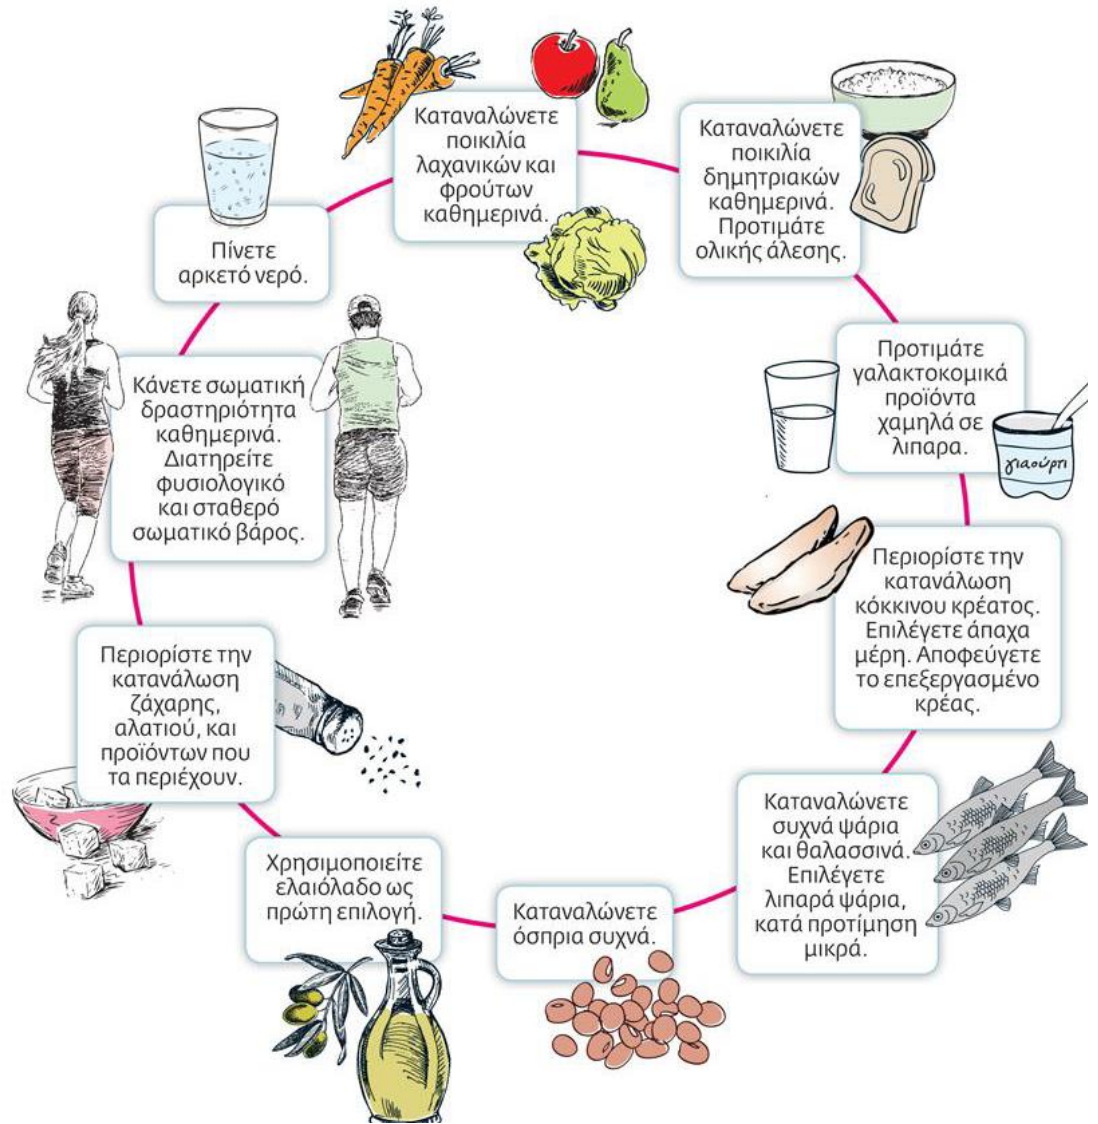 Καταναλώνετε
ποικιλία
λαχανικών και
φρούτων
καθημερινά.
Καταναλώνετε
ποικιλία
δημητριακών
καθημερινά.
Προτιμάτε
ολικής άλεσης.
Προτιμάτε
γαλακτοκομικά
προϊόντα
χαμηλά σε
λιπαρα.
γιαούρτι
Περιορίστε την
κατανάλωση
κόκκινου κρέατος.
Επιλέγετε άπαχα
μέρη. Αποφεύγετε
το επεξεργασμένο
κρέας.
Καταναλώνετε
συχνά ψάρια
και θαλασσινά.
Επιλέγετε
λιπαρά ψάρια,
κατά προτίμηση
μικρά.
Καταναλώνετε
όσπρια συχνά.
Χρησιμοποιείτε
ελαιόλαδο ως
πρώτη επιλογή.
Περιορίστε την
κατανάλωση
ζάχαρης,
αλατιού, και
προϊόντων που
τα περιέχουν.
Κάνετε σωματική
δραστηριότητα
καθημερινά.
Διατηρείτε
φυσιολογικό
και σταθερό
σωματικό βάρος.
Πίνετε
αρκετό νερό.